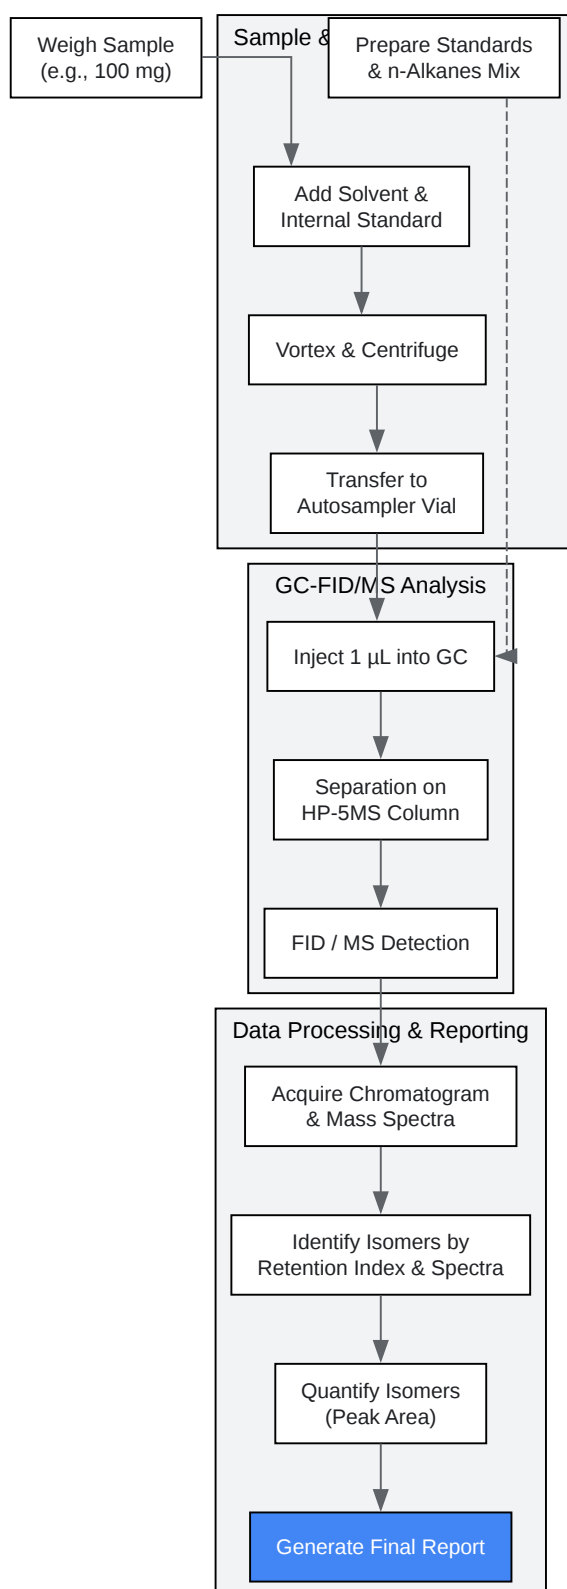 Weigh Sample
(e.g., 100 mg)
Sample &
Prepare Standards
& n-Alkanes Mix
Add Solvent &
Internal Standard
Vortex & Centrifuge
Transfer to
Autosampler Vial
GC-FID/MS Analysis
Inject 1 µL into GC
Separation on
HP-5MS Column
FID / MS Detection
Data Processing & Reporting
Acquire Chromatogram
& Mass Spectra
Identify Isomers by
Retention Index & Spectra
Quantify Isomers
(Peak Area)
Generate Final Report